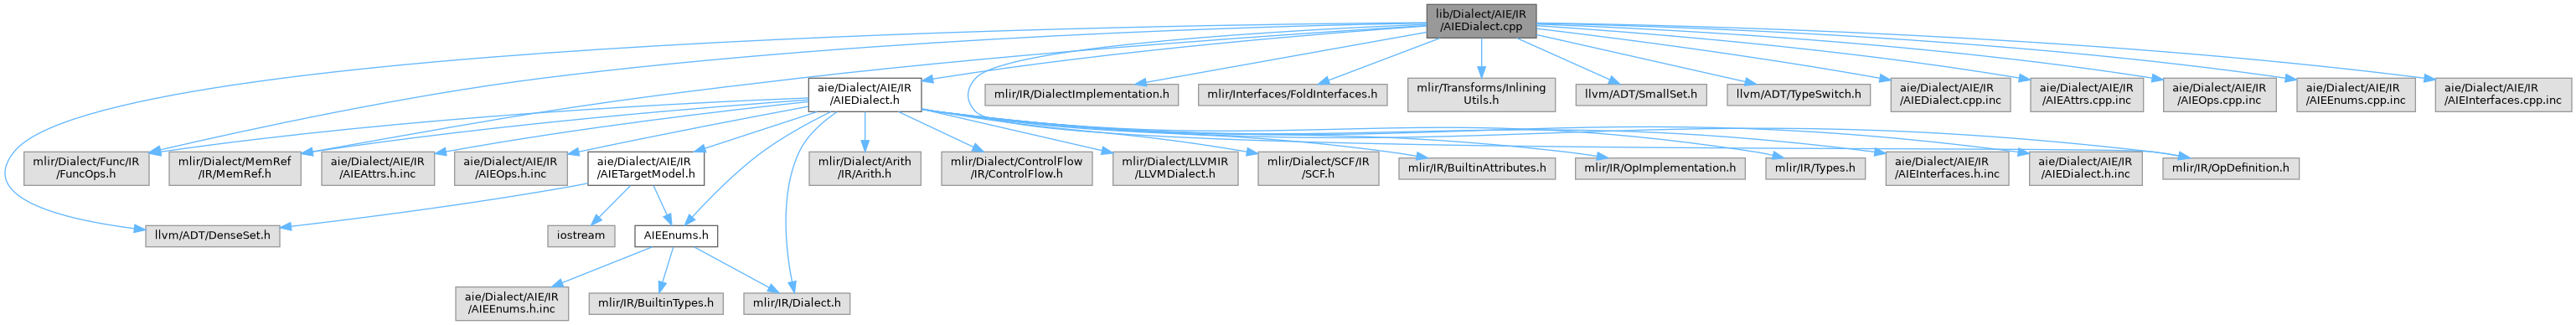 lib/Dialect/AIE/IR
/AIEDialect.cpp
aie/Dialect/AIE/IR
/AIEDialect.h
mlir/IR/DialectImplementation.h
mlir/Interfaces/FoldInterfaces.h
mlir/Transforms/Inlining
Utils.h
llvm/ADT/SmallSet.h
llvm/ADT/TypeSwitch.h
aie/Dialect/AIE/IR
/AIEDialect.cpp.inc
aie/Dialect/AIE/IR
/AIEAttrs.cpp.inc
aie/Dialect/AIE/IR
/AIEOps.cpp.inc
aie/Dialect/AIE/IR
/AIEEnums.cpp.inc
aie/Dialect/AIE/IR
/AIEInterfaces.cpp.inc
mlir/Dialect/Func/IR
/FuncOps.h
mlir/Dialect/MemRef
/IR/MemRef.h
aie/Dialect/AIE/IR
/AIEAttrs.h.inc
aie/Dialect/AIE/IR
/AIEOps.h.inc
aie/Dialect/AIE/IR
/AIETargetModel.h
mlir/Dialect/Arith
/IR/Arith.h
mlir/Dialect/ControlFlow
/IR/ControlFlow.h
mlir/Dialect/LLVMIR
/LLVMDialect.h
mlir/Dialect/SCF/IR
/SCF.h
mlir/IR/BuiltinAttributes.h
mlir/IR/OpImplementation.h
mlir/IR/Types.h
aie/Dialect/AIE/IR
/AIEInterfaces.h.inc
aie/Dialect/AIE/IR
/AIEDialect.h.inc
mlir/IR/OpDefinition.h
llvm/ADT/DenseSet.h
iostream
AIEEnums.h
aie/Dialect/AIE/IR
/AIEEnums.h.inc
mlir/IR/BuiltinTypes.h
mlir/IR/Dialect.h